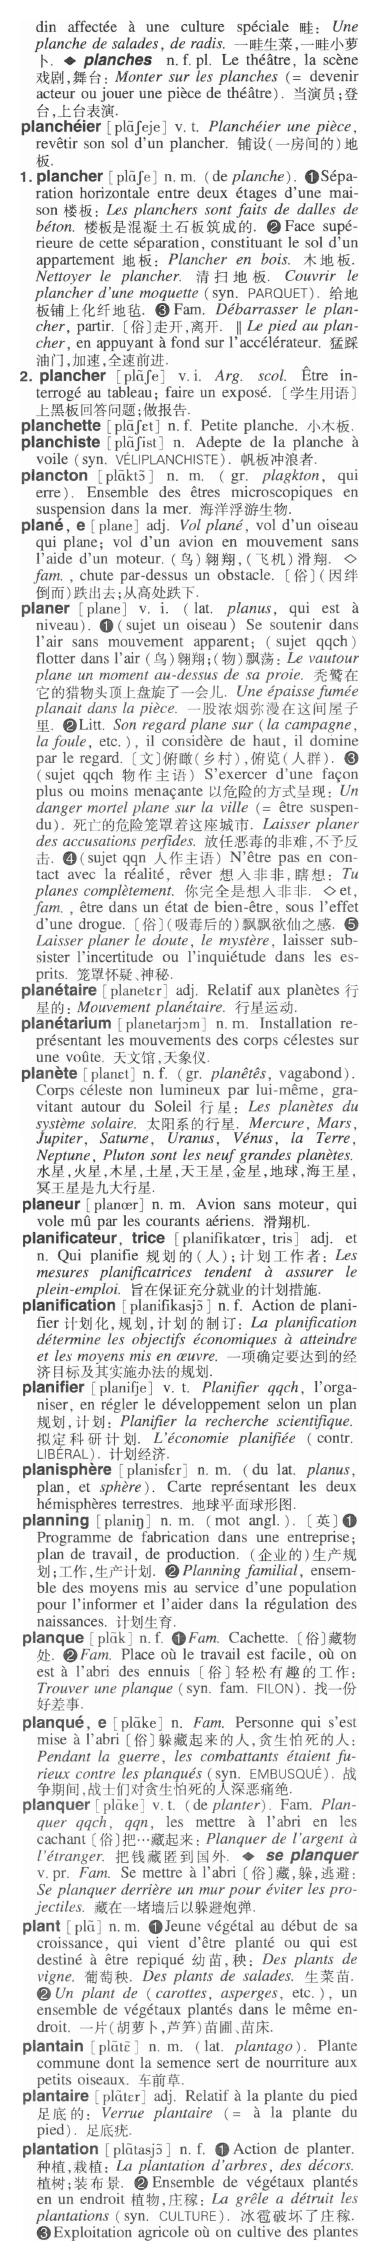 din affectée à une culture spéciale 畦: Une
planche de salades, de radis. 一畦生菜,一畦小萝
卜. ◆ planches n. f. pl. Le théâtre, la scène
戏剧,舞台: Monter sur les planches (= devenir
acteur ou jouer une pièce de théâtre). 当演员;登
台,上台表演.
planchéier [plɑ̃ʃeje] v. t. Planchéier une pièce,
revêtir son sol d'un plancher. 铺设(一房间的)地
板.
1. plancher [plɑ̃ʃe] n. m. (de planche). ❶Sépa-
ration horizontale entre deux étages d'une mai-
son 楼板: Les planchers sont faits de dalles de
béton. 楼板是混凝土石板筑成的. ❷Face supé-
rieure de cette séparation, constituant le sol d'un
appartement 地板: Plancher en bois. 木地板.
Nettoyer le plancher. 清扫地板. Couvrir le
plancher d'une moquette (syn. PARQUET). 给地
板铺上化纤地毡. ❸Fam. Débarrasser le plan-
cher, partir. 〔俗〕走开,离开. ‖ Le pied au plan-
cher, en appuyant à fond sur l'accélérateur. 猛踩
油门,加速,全速前进.
2. plancher [plɑ̃ʃe] v. i. Arg. scol. Être in-
terrogé au tableau; faire un exposé. 〔学生用语〕
上黑板回答问题;做报告.
planchette [plɑ̃ʃɛt] n. f. Petite planche. 小木板.
planchiste [plɑ̃ʃist] n. Adepte de la planche à
voile (syn. VÉLIPLANCHISTE). 帆板冲浪者.
plancton [plɑ̃ktɔ̃] n. m. (gr. plagkton, qui
erre). Ensemble des êtres microscopiques en
suspension dans la mer. 海洋浮游生物.
plané, e [plane] adj. Vol plané, vol d'un oiseau
qui plane; vol d'un avion en mouvement sans
l'aide d'un moteur. (鸟)翱翔,(飞机)滑翔. ◇
fam., chute par-dessus un obstacle. 〔俗〕(因绊
倒而)跌出去;从高处跌下.
planer [plane] v. i. (lat. planus, qui est à
niveau). ❶(sujet un oiseau) Se soutenir dans
l'air sans mouvement apparent; (sujet qqch)
flotter dans l'air (鸟)翱翔;(物)飘荡: Le vautour
plane un moment au-dessus de sa proie. 秃鹫在
它的猎物头顶上盘旋了一会儿. Une épaisse fumée
planait dans la pièce. 一股浓烟弥漫在这间屋子
里. ❷Litt. Son regard plane sur (la campagne,
la foule, etc.), il considère de haut, il domine
par le regard. 〔文〕俯瞰(乡村),俯览(人群). ❸
(sujet qqch 物作主语) S'exercer d'une façon
plus ou moins menaçante 以危险的方式呈现: Un
danger mortel plane sur la ville (= être suspen-
du). 死亡的危险笼罩着这座城市. Laisser planer
des accusations perfides. 放任恶毒的非难,不予反
击. ❹(sujet qqn 人作主语) N'être pas en con-
tact avec la réalité, rêver 想入非非,瞎想: Tu
planes complètement. 你完全是想入非非. ◇et,
fam., être dans un état de bien-être, sous l'effet
d'une drogue. 〔俗〕(吸毒后的)飘飘欲仙之感. ❺
Laisser planer le doute, le mystère, laisser sub-
sister l'incertitude ou l'inquiétude dans les es-
prits. 笼罩怀疑、神秘.
planétaire [planetɛr] adj. Relatif aux planètes 行
星的: Mouvement planétaire. 行星运动.
planétarium [planetarjɔm] n. m. Installation re-
présentant les mouvements des corps célestes sur
une voûte. 天文馆,天象仪.
planète [planɛt] n. f. (gr. planêtês, vagabond).
Corps céleste non lumineux par lui-même, gra-
vitant autour du Soleil 行星: Les planètes du
système solaire. 太阳系的行星. Mercure, Mars,
Jupiter, Saturne, Uranus, Vénus, la Terre,
Neptune, Pluton sont les neuf grandes planètes.
水星,火星,木星,土星,天王星,金星,地球,海王星,
冥王星是九大行星.
planeur [planœr] n. m. Avion sans moteur, qui
vole mû par les courants aériens. 滑翔机.
planificateur, trice [planifikatœr, tris] adj. et
n. Qui planifie 规划的(人);计划工作者: Les
mesures planificatrices tendent à assurer le
plein-emploi. 旨在保证充分就业的计划措施.
planification [planifikasjɔ̃] n. f. Action de plani-
fier 计划化,规划,计划的制订: La planification
détermine les objectifs économiques à atteindre
et les moyens mis en œuvre. 一项确定要达到的经
济目标及其实施办法的规划.
planifier [planifje] v. t. Planifier qqch, l'orga-
niser, en régler le développement selon un plan
规划,计划: Planifier la recherche scientifique.
拟定科研计划. L'économie planifiée (contr.
LIBÉRAL). 计划经济.
planisphère [planisfɛr] n. m. (du lat. planus,
plan, et sphère). Carte représentant les deux
hémisphères terrestres. 地球平面球形图.
planning [planiŋ] n. m. (mot angl.). 〔英〕❶
Programme de fabrication dans une entreprise;
plan de travail, de production. (企业的)生产规
划;工作,生产计划. ❷Planning familial, ensem-
ble des moyens mis au service d'une population
pour l'informer et l'aider dans la régulation des
naissances. 计划生育.
planque [plɑ̃k] n. f. ❶Fam. Cachette. 〔俗〕藏物
处. ❷Fam. Place où le travail est facile, où on
est à l'abri des ennuis 〔俗〕轻松有趣的工作:
Trouver une planque (syn. fam. FILON). 找一份
好差事.
planqué, e [plɑ̃ke] n. Fam. Personne qui s'est
mise à l'abri 〔俗〕躲藏起来的人,贪生怕死的人:
Pendant la guerre, les combattants étaient fu-
rieux contre les planqués (syn. EMBUSQUÉ). 战
争期间,战士们对贪生怕死的人深恶痛绝.
planquer [plɑ̃ke] v. t. (de planter). Fam. Plan-
quer qqch, qqn, les mettre à l'abri en les
cachant 〔俗〕把…藏起来: Planquer de l'argent à
l'étranger. 把钱藏匿到国外. ◆ se planquer
v. pr. Fam. Se mettre à l'abri 〔俗〕藏,躲,逃避:
Se planquer derrière un mur pour éviter les pro-
jectiles. 藏在一堵墙后以躲避炮弹.
plant [plɑ̃] n. m. ❶Jeune végétal au début de sa
croissance, qui vient d'être planté ou qui est
destiné à être repiqué 幼苗,秧: Des plants de
vigne. 葡萄秧. Des plants de salades. 生菜苗.
❷Un plant de (carottes, asperges, etc.), un
ensemble de végétaux plantés dans le même en-
droit. 一片(胡萝卜,芦笋)苗圃、苗床.
plantain [plɑ̃tɛ̃] n. m. (lat. plantago). Plante
commune dont la semence sert de nourriture aux
petits oiseaux. 车前草.
plantaire [plɑ̃tɛr] adj. Relatif à la plante du pied
足底的: Verrue plantaire (= à la plante du
pied). 足底疣.
plantation [plɑ̃tasjɔ̃] n. f. ❶Action de planter.
种植,栽植: La plantation d'arbres, des décors.
植树;装布景. ❷Ensemble de végétaux plantés
en un endroit 植物,庄稼: La grêle a détruit les
plantations (syn. CULTURE). 冰雹破坏了庄稼.
❸Exploitation agricole où on cultive des plantes